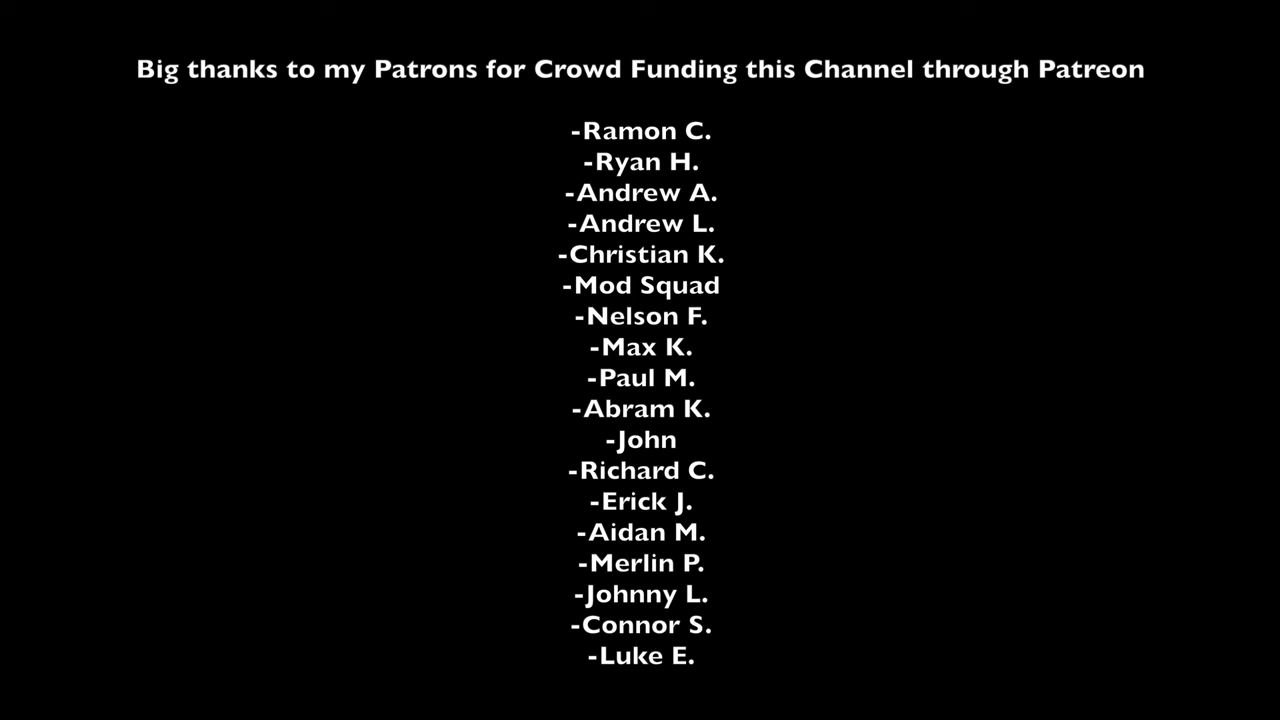 Big thanks to my Patrons for Crowd Funding this Channel through Patreon
-Ramon C.
-Ryan H.
-Andrew A.
-Andrew L.
-Christian K.
-Mod Squad
-Nelson F.
-Max K.
-Paul M.
-Abram K.
-John
-Richard C.
-Erick J.
-Aidan M.
-Merlin P.
-Johnny L.
-Connor S.
-Luke E.